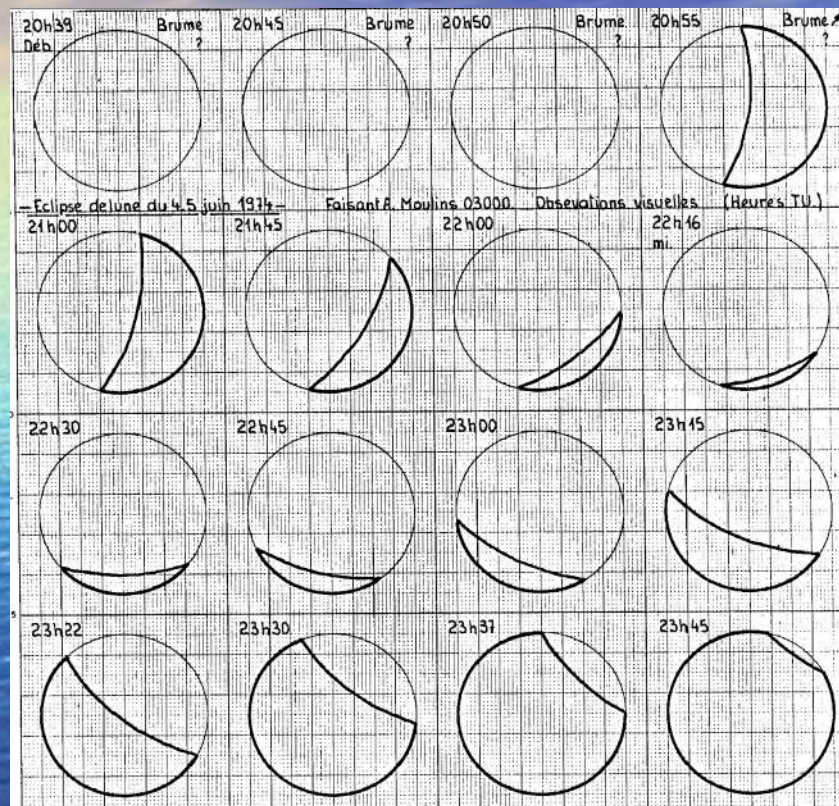 20h39 Brume
Déb. ?
20h45 Brume
?
20h50 Brume
?
20h55 Brume
?
—Eclipse de lune du 4.5 juin 1974— Faisant A. Moulins 03000 Obsevations visuelles (Heures TU)
21h00
21h45
22h00
22h16
mi.
22h30
22h45
23h00
23h15
23h22
23h30
23h37
23h45